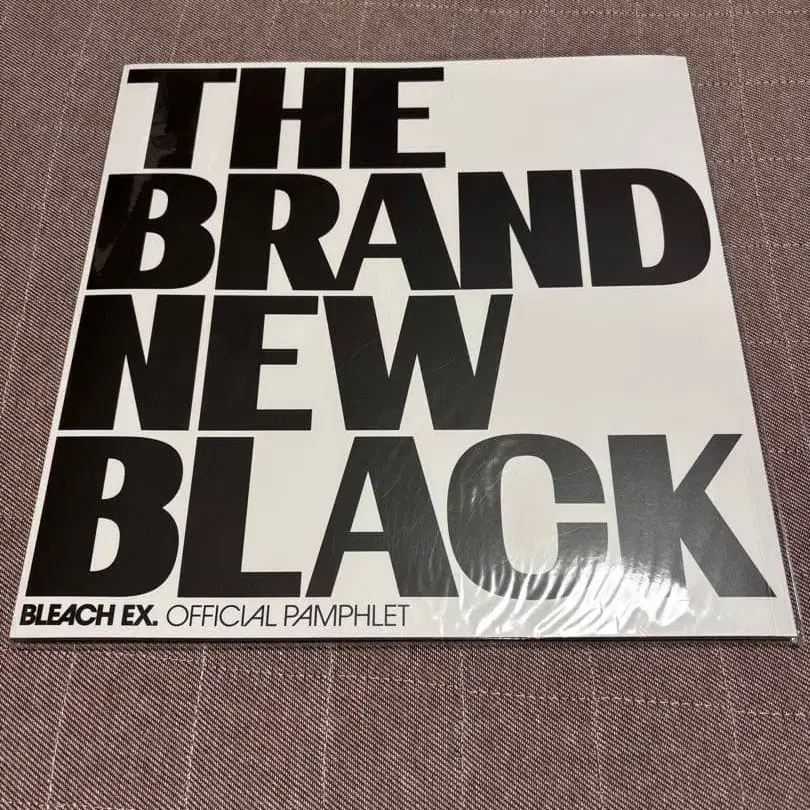 THE
BRAND
NEW
BLACK
BLEACH EX. OFFICIAL PAMPHLET